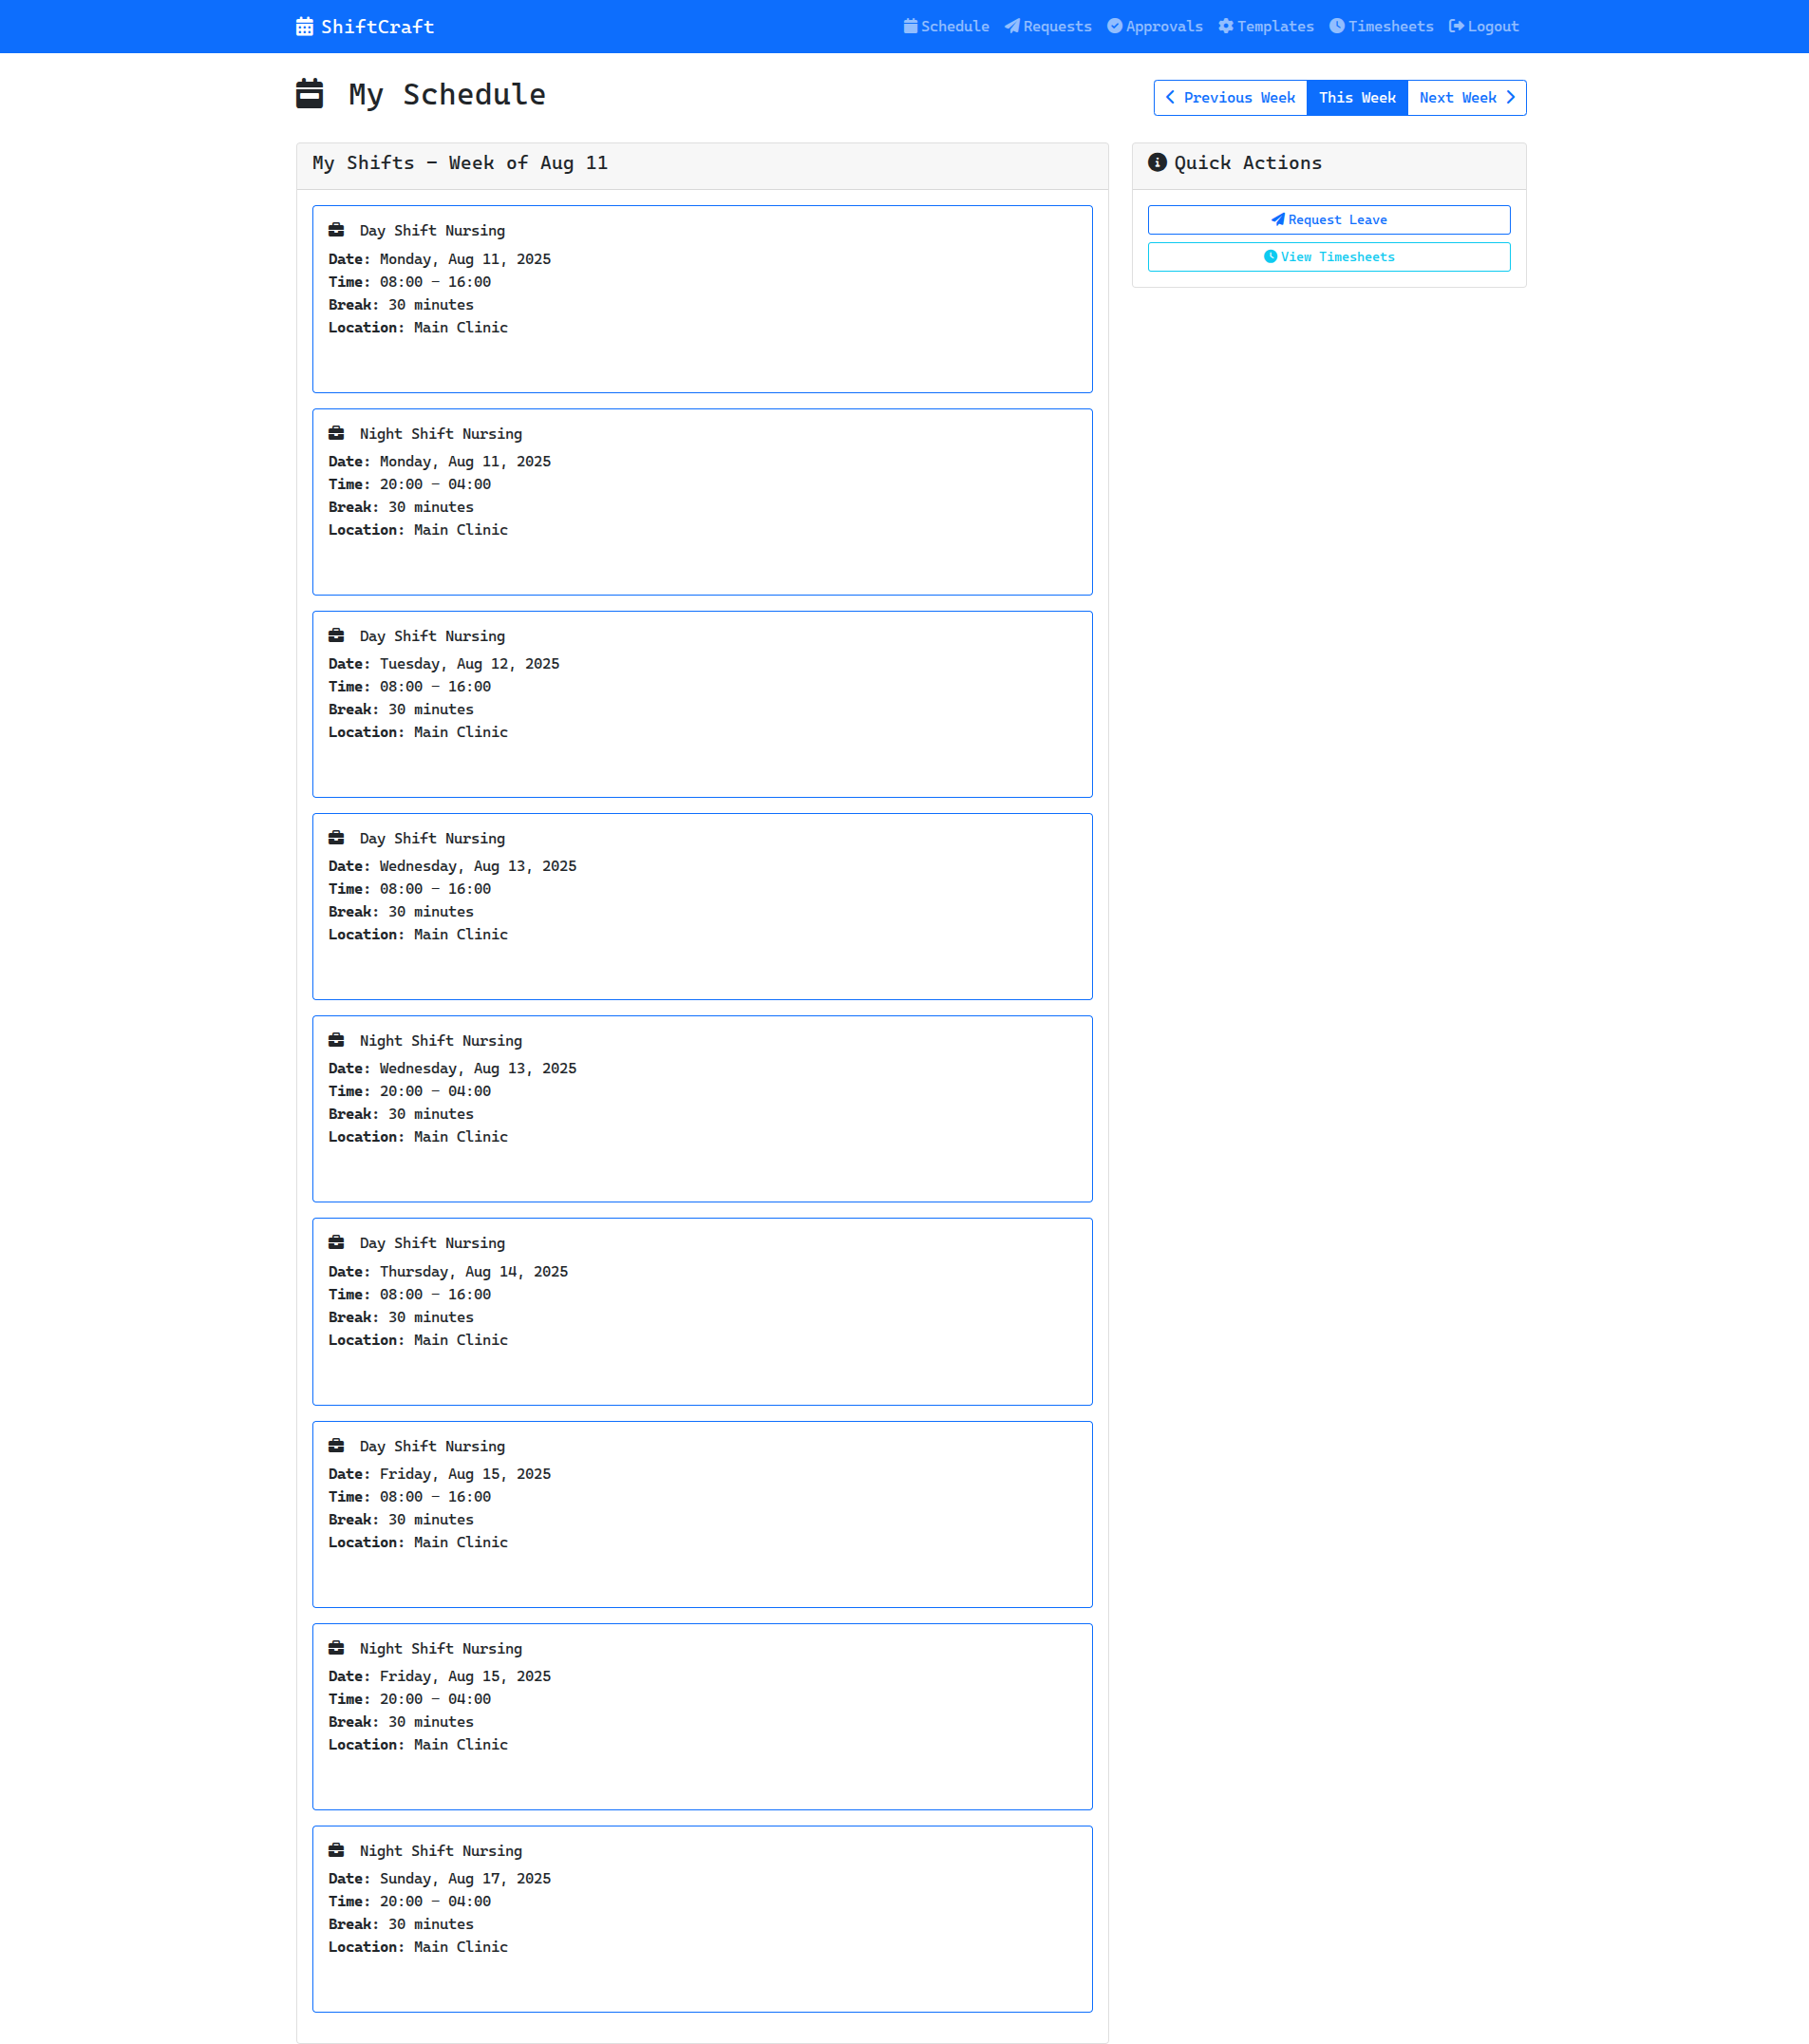 ShiftCraft
Schedule Requests Approvals Templates Timesheets Logout
My Schedule
Previous Week This Week Next Week
My Shifts - Week of Aug 11
Quick Actions
Request Leave
View Timesheets
Day Shift Nursing
Date: Monday, Aug 11, 2025
Time: 08:00 - 16:00
Break: 30 minutes
Location: Main Clinic
Night Shift Nursing
Date: Monday, Aug 11, 2025
Time: 20:00 - 04:00
Break: 30 minutes
Location: Main Clinic
Day Shift Nursing
Date: Tuesday, Aug 12, 2025
Time: 08:00 - 16:00
Break: 30 minutes
Location: Main Clinic
Day Shift Nursing
Date: Wednesday, Aug 13, 2025
Time: 08:00 - 16:00
Break: 30 minutes
Location: Main Clinic
Night Shift Nursing
Date: Wednesday, Aug 13, 2025
Time: 20:00 - 04:00
Break: 30 minutes
Location: Main Clinic
Day Shift Nursing
Date: Thursday, Aug 14, 2025
Time: 08:00 - 16:00
Break: 30 minutes
Location: Main Clinic
Day Shift Nursing
Date: Friday, Aug 15, 2025
Time: 08:00 - 16:00
Break: 30 minutes
Location: Main Clinic
Night Shift Nursing
Date: Friday, Aug 15, 2025
Time: 20:00 - 04:00
Break: 30 minutes
Location: Main Clinic
Night Shift Nursing
Date: Sunday, Aug 17, 2025
Time: 20:00 - 04:00
Break: 30 minutes
Location: Main Clinic